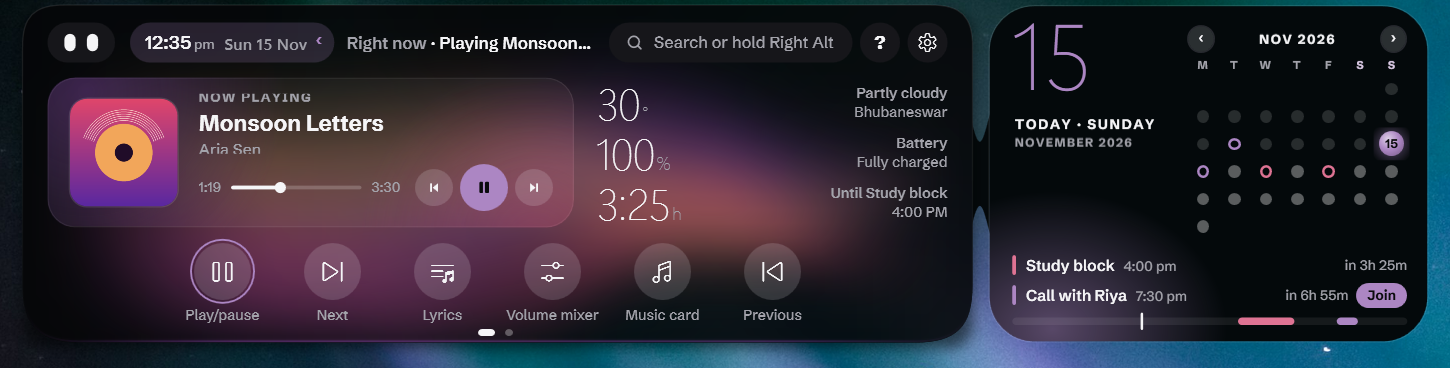 12:35 pm Sun 15 Nov
Right now · Playing Monsoon...
Search or hold Right Alt
?
NOW PLAYING
Monsoon Letters
Aria Sen
1:19
3:30
30°
Partly cloudy
Bhubaneswar
100%
Battery
Fully charged
3:25h
Until Study block
4:00 PM
Play/pause
Next
Lyrics
Volume mixer
Music card
Previous
15
TODAY · SUNDAY
NOVEMBER 2026
NOV 2026
M T W T F S S
15
Study block 4:00 pm in 3h 25m
Call with Riya 7:30 pm in 6h 55m Join